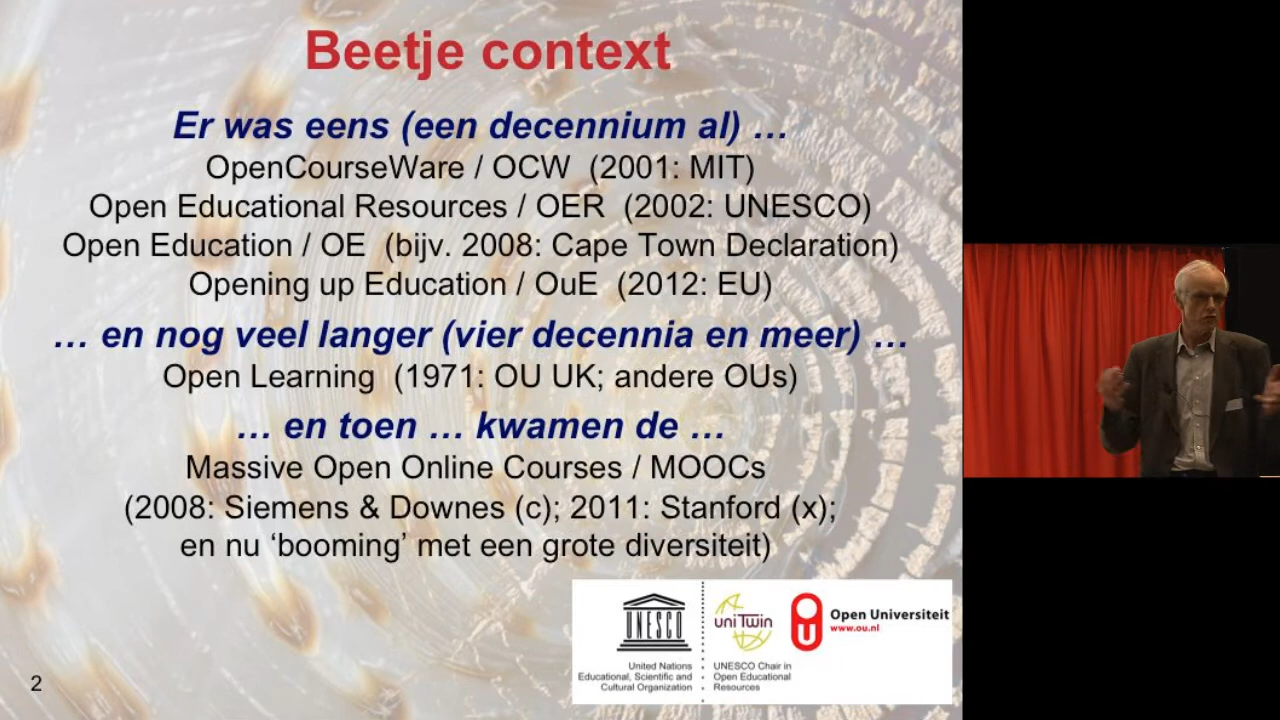 Beetje context
Er was eens (een decennium al) …
OpenCourseWare / OCW (2001: MIT)
Open Educational Resources / OER (2002: UNESCO)
Open Education / OE (bijv. 2008: Cape Town Declaration)
Opening up Education / OuE (2012: EU)
… en nog veel langer (vier decennia en meer) …
Open Learning (1971: OU UK; andere OUs)
… en toen … kwamen de …
Massive Open Online Courses / MOOCs
(2008: Siemens & Downes (c); 2011: Stanford (x);
en nu ‘booming’ met een grote diversiteit)
UNESCO
United Nations
Educational, Scientific and
Cultural Organization
uniTwin
UNESCO Chair in
Open Educational
Resources
OU
Open Universiteit
www.ou.nl
2